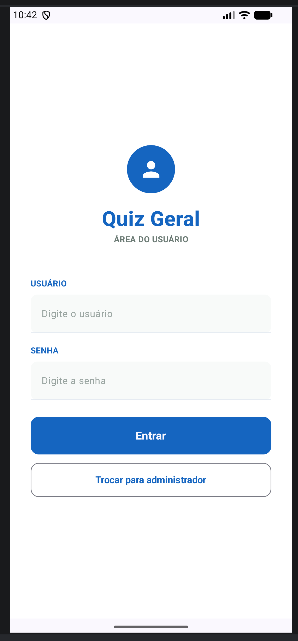 10:42
Quiz Geral
ÁREA DO USUÁRIO
USUÁRIO
Digite o usuário
SENHA
Digite a senha
Entrar
Trocar para administrador